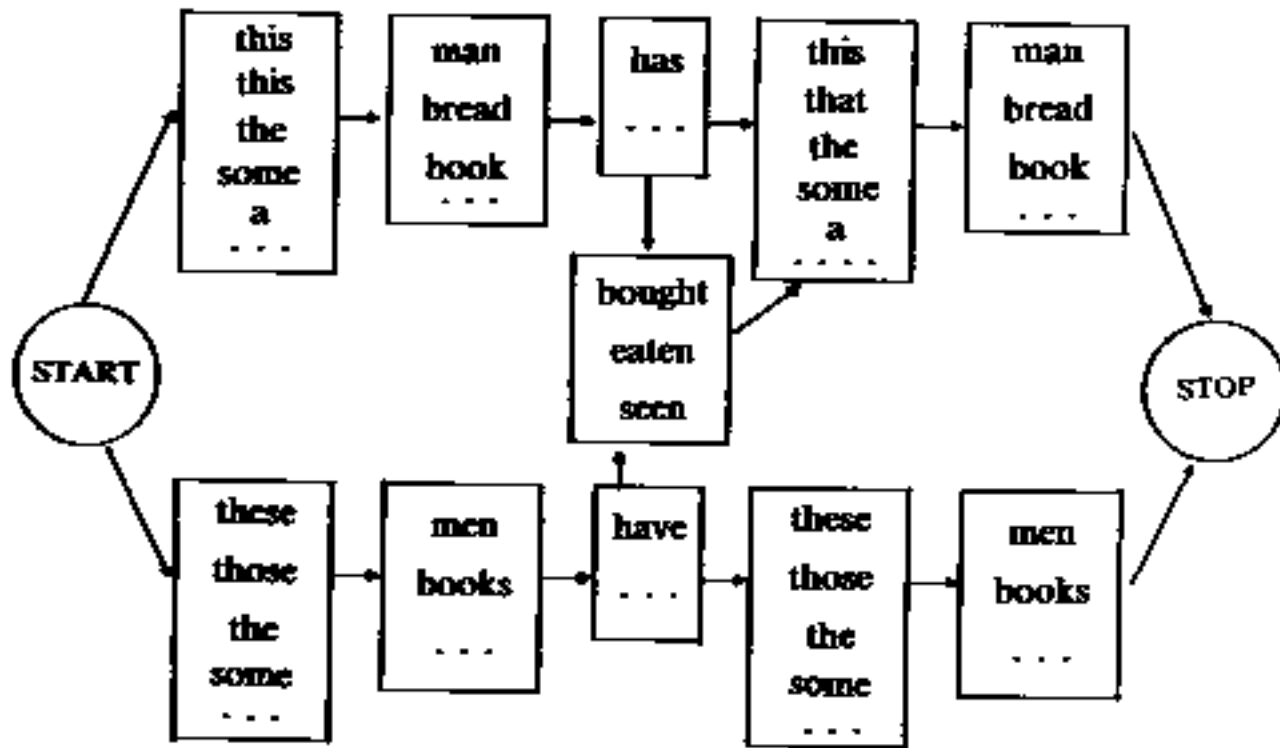 START
this
this
the
some
a
. . .
man
bread
book
. . .
has
. . .
this
that
the
some
a
. . . .
man
bread
book
. . .
bought
eaten
seen
STOP
these
those
the
some
. . .
men
books
. . .
have
. . .
these
those
the
some
. . .
men
books
. . .